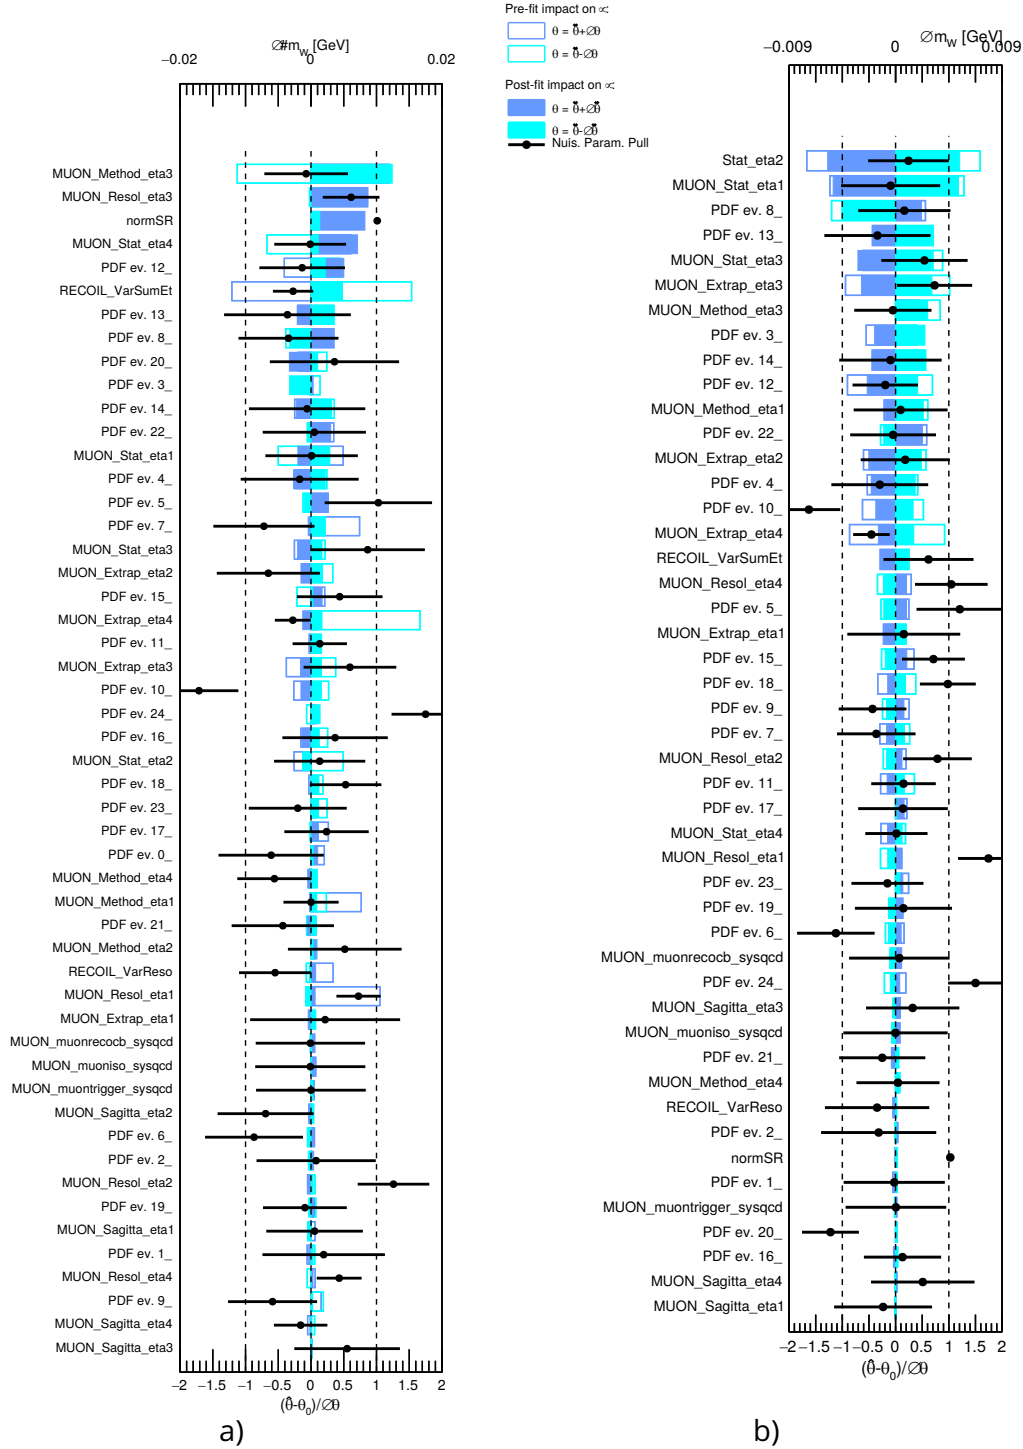 Pre-fit impact on ∝:
θ = θ̂+∅θ
θ = θ̂-∅θ
Post-fit impact on ∝:
θ = θ̂+∅θ̂
θ = θ̂-∅θ̂
Nuis. Param. Pull
∅#m_W [GeV]
−0.02 0 0.02
MUON_Method_eta3
MUON_Resol_eta3
normSR
MUON_Stat_eta4
PDF ev. 12_
RECOIL_VarSumEt
PDF ev. 13_
PDF ev. 8_
PDF ev. 20_
PDF ev. 3_
PDF ev. 14_
PDF ev. 22_
MUON_Stat_eta1
PDF ev. 4_
PDF ev. 5_
PDF ev. 7_
MUON_Stat_eta3
MUON_Extrap_eta2
PDF ev. 15_
MUON_Extrap_eta4
PDF ev. 11_
MUON_Extrap_eta3
PDF ev. 10_
PDF ev. 24_
PDF ev. 16_
MUON_Stat_eta2
PDF ev. 18_
PDF ev. 23_
PDF ev. 17_
PDF ev. 0_
MUON_Method_eta4
MUON_Method_eta1
PDF ev. 21_
MUON_Method_eta2
RECOIL_VarReso
MUON_Resol_eta1
MUON_Extrap_eta1
MUON_muonrecocb_sysqcd
MUON_muoniso_sysqcd
MUON_muontrigger_sysqcd
MUON_Sagitta_eta2
PDF ev. 6_
PDF ev. 2_
MUON_Resol_eta2
PDF ev. 19_
MUON_Sagitta_eta1
PDF ev. 1_
MUON_Resol_eta4
PDF ev. 9_
MUON_Sagitta_eta4
MUON_Sagitta_eta3
−2 −1.5 −1 −0.5 0 0.5 1 1.5 2
(θ̂-θ₀)/∅θ
a)
∅m_W [GeV]
−0.009 0 0.009
Stat_eta2
MUON_Stat_eta1
PDF ev. 8_
PDF ev. 13_
MUON_Stat_eta3
MUON_Extrap_eta3
MUON_Method_eta3
PDF ev. 3_
PDF ev. 14_
PDF ev. 12_
MUON_Method_eta1
PDF ev. 22_
MUON_Extrap_eta2
PDF ev. 4_
PDF ev. 10_
MUON_Extrap_eta4
RECOIL_VarSumEt
MUON_Resol_eta4
PDF ev. 5_
MUON_Extrap_eta1
PDF ev. 15_
PDF ev. 18_
PDF ev. 9_
PDF ev. 7_
MUON_Resol_eta2
PDF ev. 11_
PDF ev. 17_
MUON_Stat_eta4
MUON_Resol_eta1
PDF ev. 23_
PDF ev. 19_
PDF ev. 6_
MUON_muonrecocb_sysqcd
PDF ev. 24_
MUON_Sagitta_eta3
MUON_muoniso_sysqcd
PDF ev. 21_
MUON_Method_eta4
RECOIL_VarReso
PDF ev. 2_
normSR
PDF ev. 1_
MUON_muontrigger_sysqcd
PDF ev. 20_
PDF ev. 16_
MUON_Sagitta_eta4
MUON_Sagitta_eta1
−2 −1.5 −1 −0.5 0 0.5 1 1.5 2
(θ̂-θ₀)/∅θ
b)